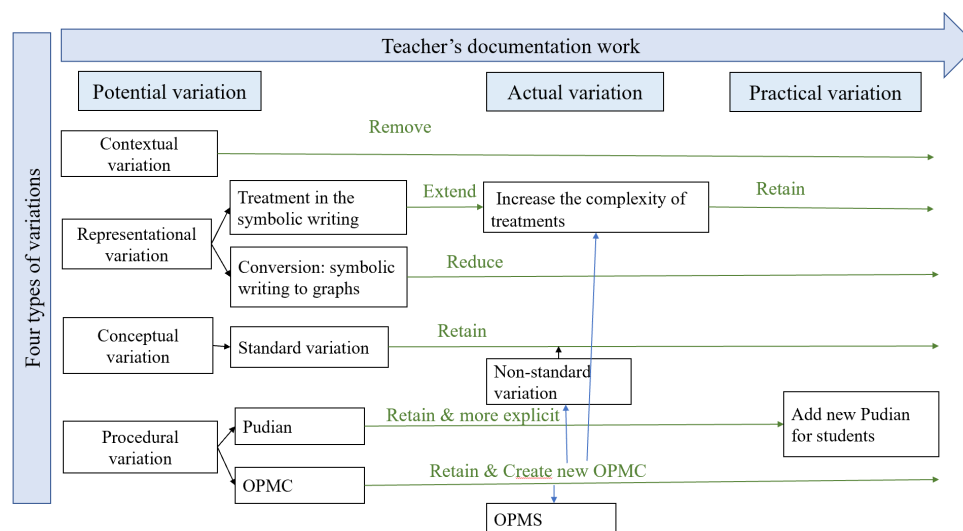 Teacher's documentation work
Four types of variations
Potential variation
Actual variation
Practical variation
Contextual
variation
Remove
Representational
variation
Treatment in the
symbolic writing
Extend
Increase the complexity of
treatments
Retain
Conversion: symbolic
writing to graphs
Reduce
Conceptual
variation
Standard variation
Retain
Non-standard
variation
Procedural
variation
Pudian
Retain & more explicit
Add new Pudian
for students
OPMC
Retain & Create new OPMC
OPMS